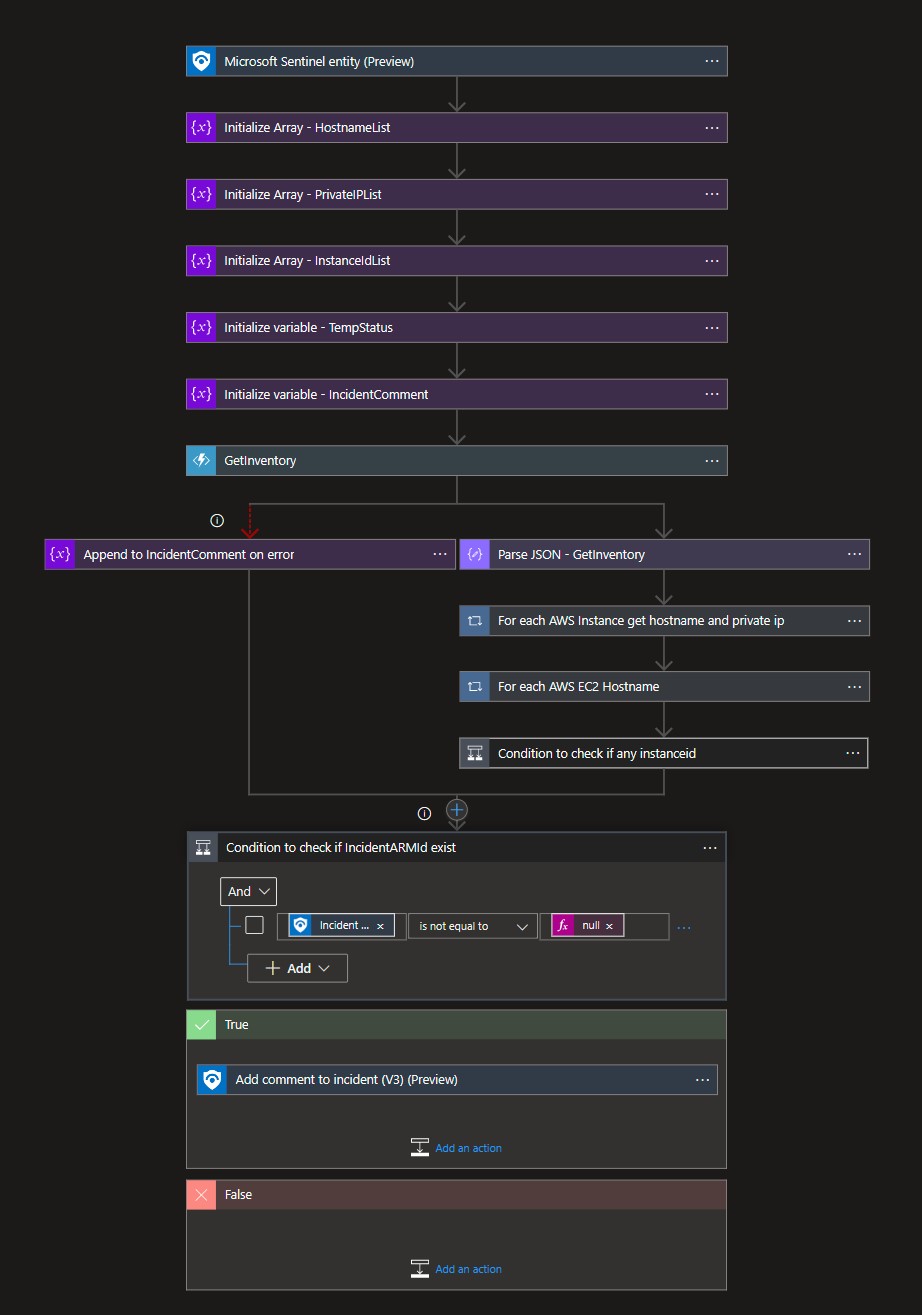 Microsoft Sentinel entity (Preview)
Initialize Array - HostnameList
Initialize Array - PrivateIPList
Initialize Array - InstanceIdList
Initialize variable - TempStatus
Initialize variable - IncidentComment
GetInventory
Append to IncidentComment on error
Parse JSON - GetInventory
For each AWS Instance get hostname and private ip
For each AWS EC2 Hostname
Condition to check if any instanceid
Condition to check if IncidentARMId exist
And
Incident ... × is not equal to fx null ×
+ Add
True
Add comment to incident (V3) (Preview)
Add an action
False
Add an action